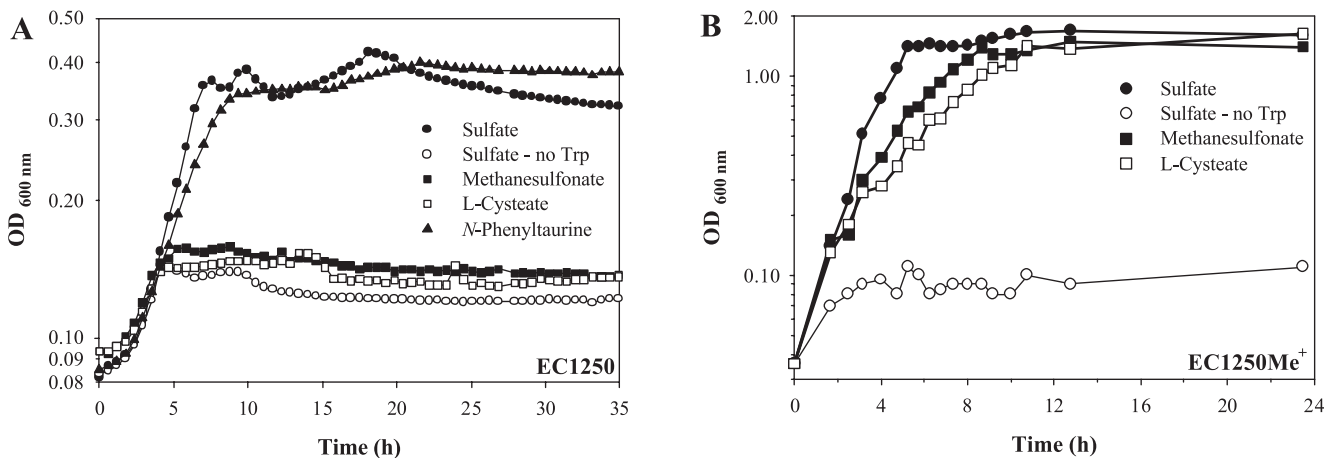 A
OD 600 nm
0.50
0.40
0.30
0.20
0.10
0.09
0.08
Sulfate
Sulfate - no Trp
Methanesulfonate
L-Cysteate
N-Phenyltaurine
EC1250
0 5 10 15 20 25 30 35
Time (h)
B
OD 600 nm
2.00
1.00
0.10
Sulfate
Sulfate - no Trp
Methanesulfonate
L-Cysteate
EC1250Me+
0 4 8 12 16 20 24
Time (h)